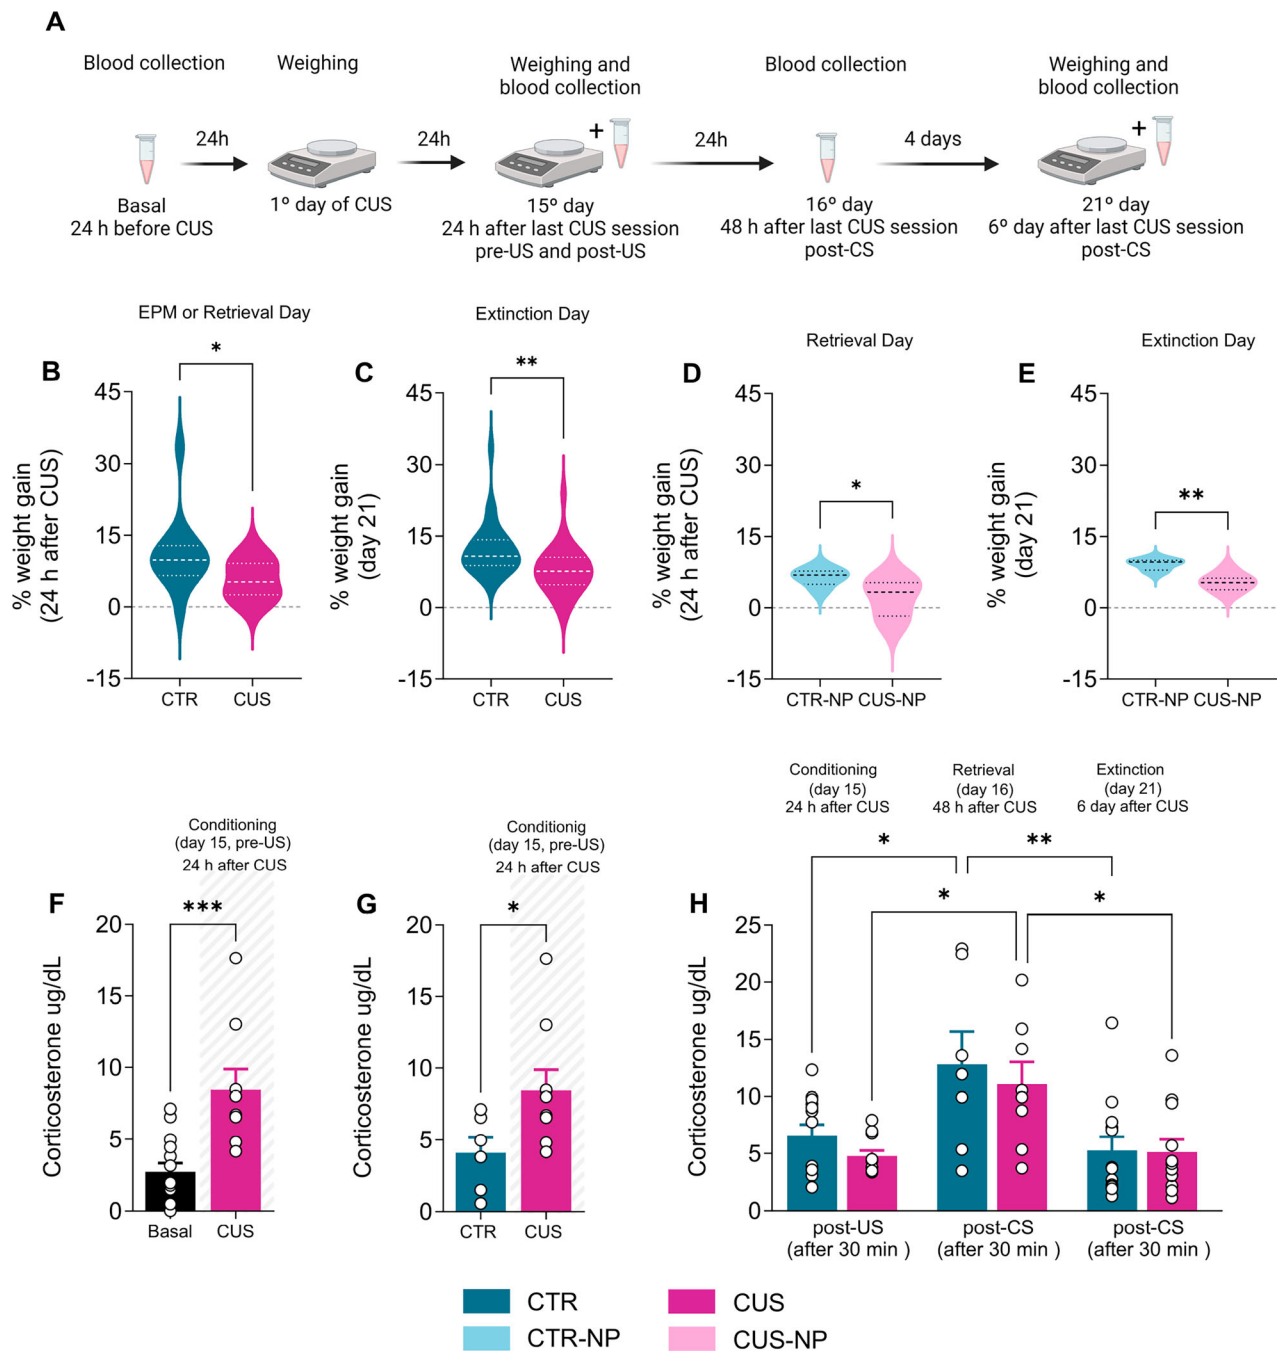 A
Blood collection
Weighing
Weighing and
blood collection
Blood collection
Weighing and
blood collection
24h
24h
+
24h
4 days
+
Basal
24 h before CUS
1º day of CUS
15º day
24 h after last CUS session
pre-US and post-US
16º day
48 h after last CUS session
post-CS
21º day
6º day after last CUS session
post-CS
B
EPM or Retrieval Day
*
% weight gain
(24 h after CUS)
45
30
15
0
-15
CTR
CUS
C
Extinction Day
**
% weight gain
(day 21)
45
30
15
0
-15
CTR
CUS
D
Retrieval Day
*
% weight gain
(24 h after CUS)
45
30
15
0
-15
CTR-NP
CUS-NP
E
Extinction Day
**
% weight gain
(day 21)
45
30
15
0
-15
CTR-NP
CUS-NP
F
Conditioning
(day 15, pre-US)
24 h after CUS
***
Corticosterone ug/dL
20
15
10
5
0
Basal
CUS
G
Conditionig
(day 15, pre-US)
24 h after CUS
*
Corticosterone ug/dL
20
15
10
5
0
CTR
CUS
H
Conditioning
(day 15)
24 h after CUS
Retrieval
(day 16)
48 h after CUS
Extinction
(day 21)
6 day after CUS
*
**
*
*
Corticosterone ug/dL
25
20
15
10
5
0
post-US
(after 30 min )
post-CS
(after 30 min )
post-CS
(after 30 min )
CTR
CUS
CTR-NP
CUS-NP